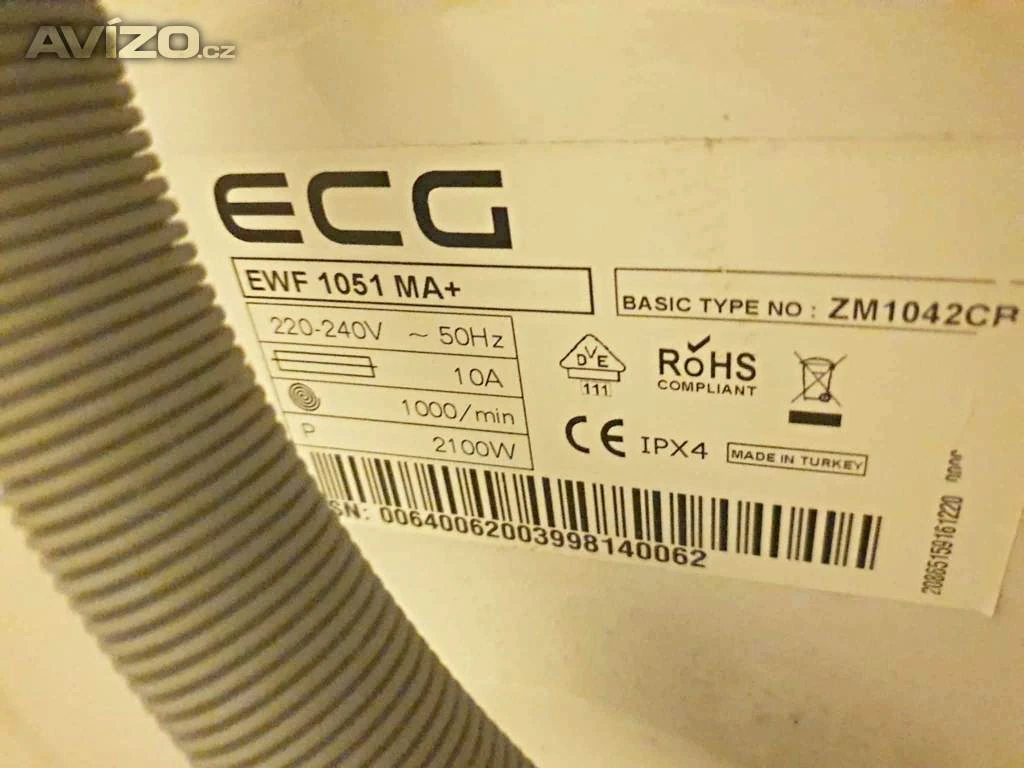 AVÍZO.cz
ECG
EWF 1051 MA+
BASIC TYPE NO : ZM1042CR
220-240V ~ 50Hz
10A
1000/min
P 2100W
DVE
111
RoHS
COMPLIANT
CE IPX4
MADE IN TURKEY
SN: 00640062003998140062
20865159161220